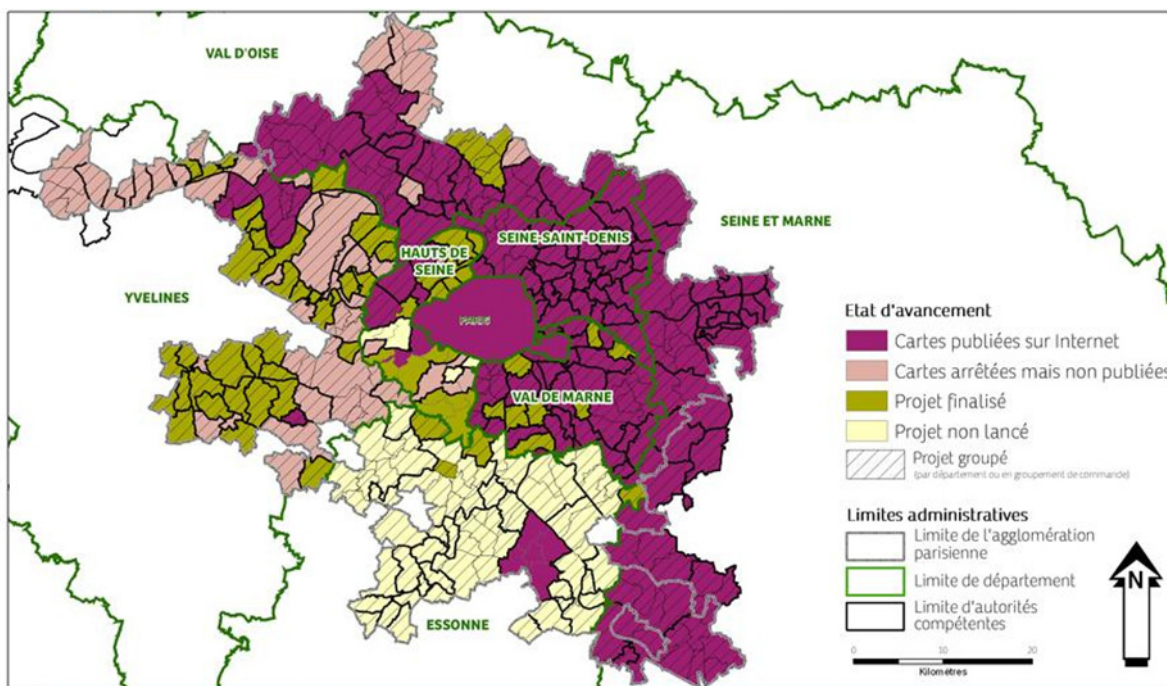 VAL D'OISE
SEINE ET MARNE
SEINE-SAINT-DENIS
HAUTS DE
SEINE
YVELINES
PARIS
VAL DE MARNE
ESSONNE
Etat d'avancement
Cartes publiées sur Internet
Cartes arrêtées mais non publiées
Projet finalisé
Projet non lancé
Projet groupé
(par département ou en groupement de commande)
Limites administratives
Limite de l'agglomération
parisienne
Limite de département
Limite d'autorités
compétentes
0 10 20
Kilomètres
N